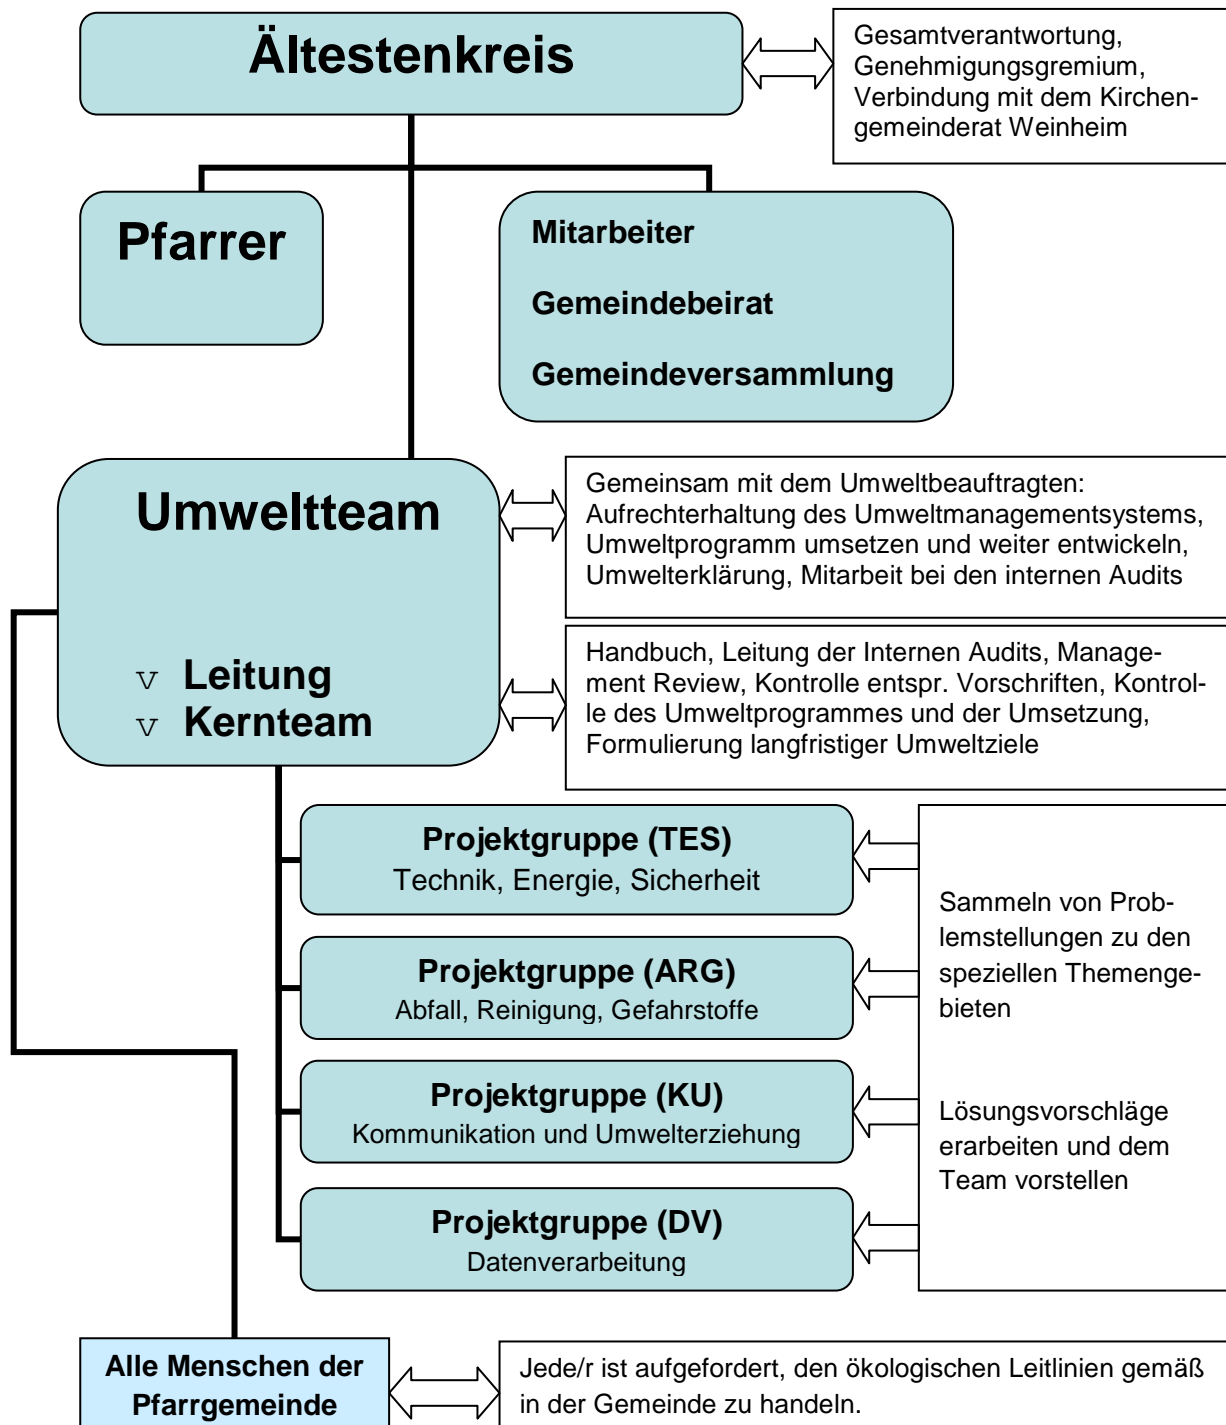 Ältestenkreis
Gesamtverantwortung,
Genehmigungsgremium,
Verbindung mit dem Kirchen-
gemeinderat Weinheim
Pfarrer
Mitarbeiter
Gemeindebeirat
Gemeindeversammlung
Umweltteam
v Leitung
v Kernteam
Gemeinsam mit dem Umweltbeauftragten:
Aufrechterhaltung des Umweltmanagementsystems,
Umweltprogramm umsetzen und weiter entwickeln,
Umwelterklärung, Mitarbeit bei den internen Audits
Handbuch, Leitung der Internen Audits, Manage-
ment Review, Kontrolle entspr. Vorschriften, Kontrol-
le des Umweltprogrammes und der Umsetzung,
Formulierung langfristiger Umweltziele
Projektgruppe (TES)
Technik, Energie, Sicherheit
Projektgruppe (ARG)
Abfall, Reinigung, Gefahrstoffe
Projektgruppe (KU)
Kommunikation und Umwelterziehung
Projektgruppe (DV)
Datenverarbeitung
Sammeln von Prob-
lemstellungen zu den
speziellen Themenge-
bieten
Lösungsvorschläge
erarbeiten und dem
Team vorstellen
Alle Menschen der
Pfarrgemeinde
Jede/r ist aufgefordert, den ökologischen Leitlinien gemäß
in der Gemeinde zu handeln.